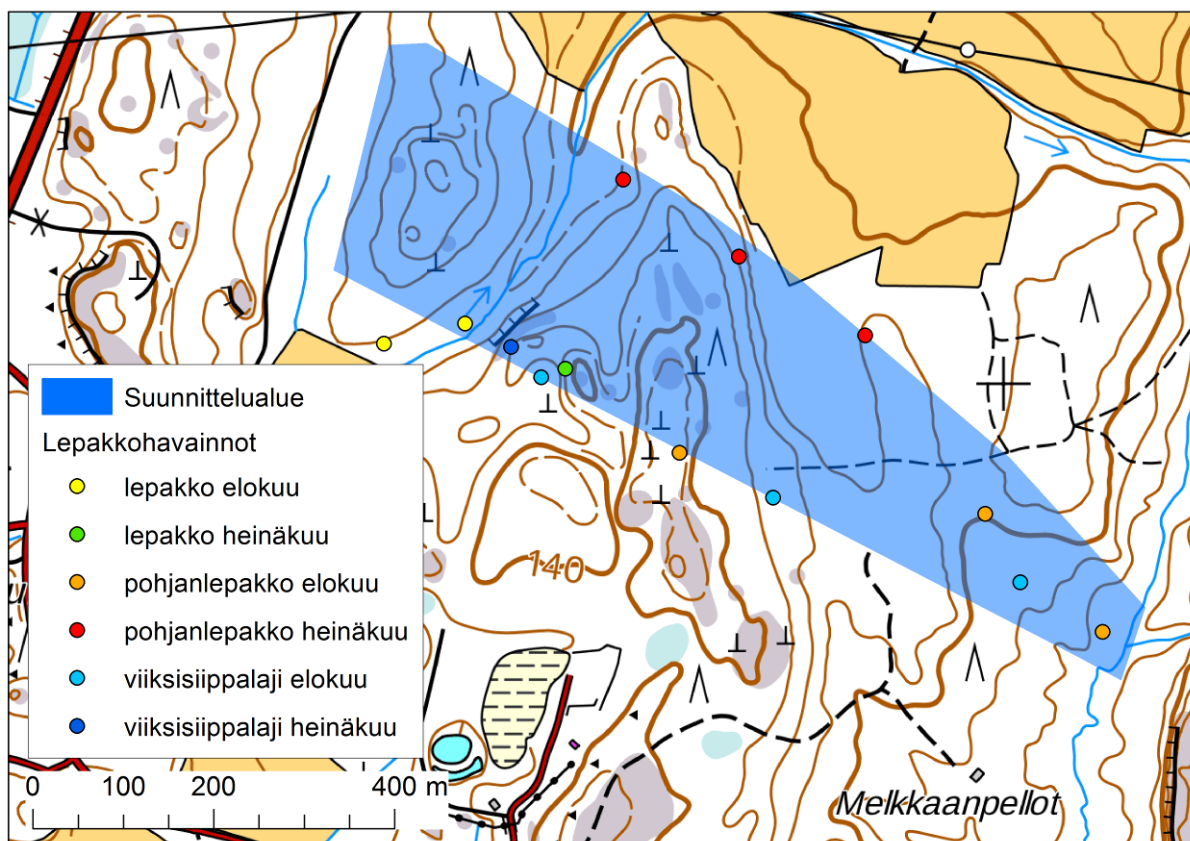 Suunnittelualue
Lepakkohavainnot
lepakko elokuu
lepakko heinäkuu
pohjanlepakko elokuu
pohjanlepakko heinäkuu
viiksisiippalaji elokuu
viiksisiippalaji heinäkuu
0 100 200 400 m
140
Melkkaanpellot